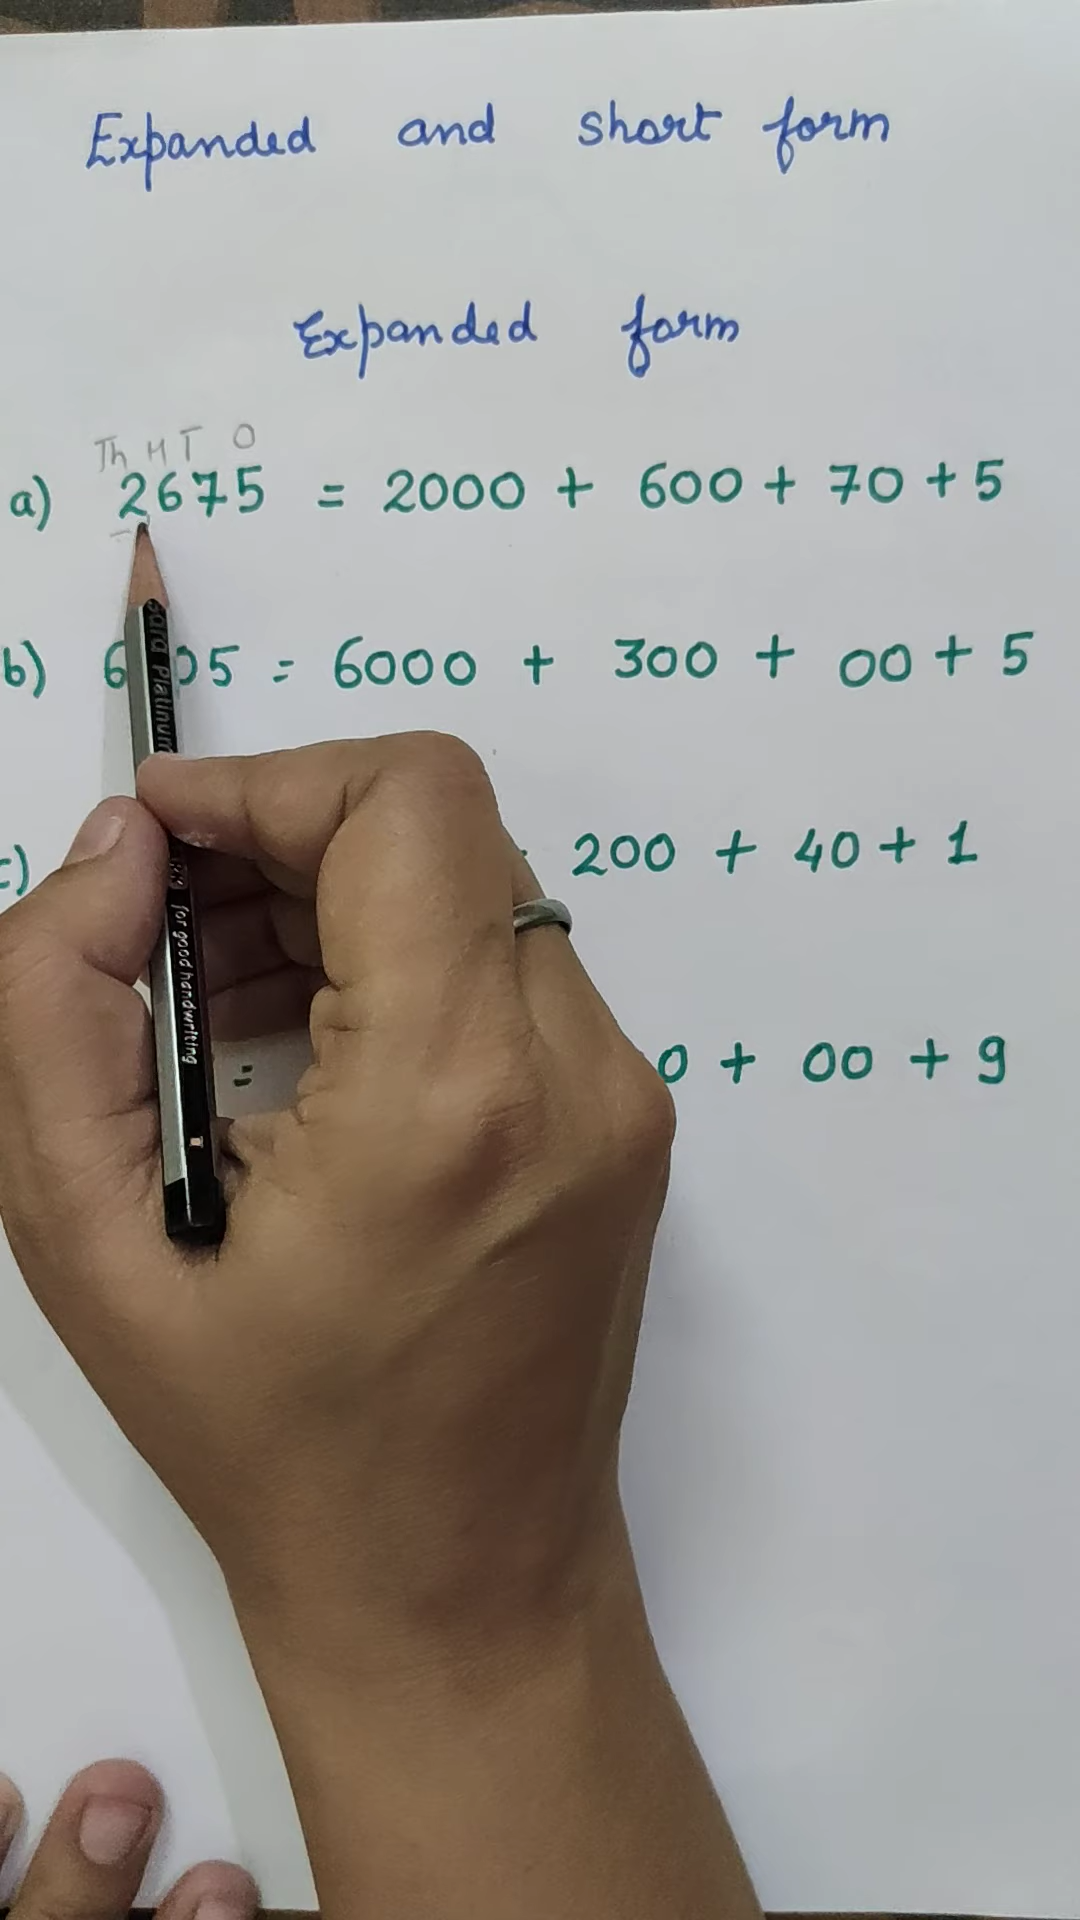 Expanded and short form
Expanded form
Th H T O
a) 2675 = 2000 + 600 + 70 + 5
b) 6 05 = 6000 + 300 + 00 + 5
c) 200 + 40 + 1
= 0 + 00 + 9
Platinum
for good handwriting